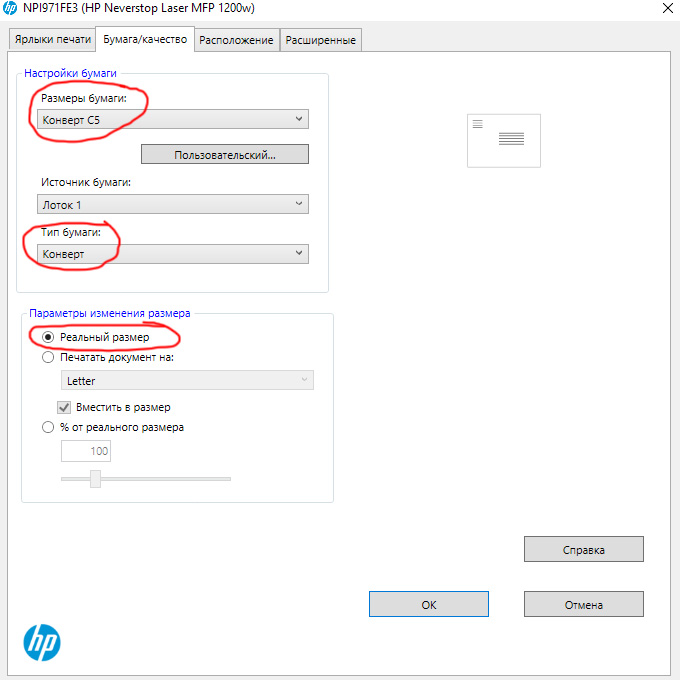 NPI971FE3 (HP Neverstop Laser MFP 1200w)
Ярлыки печати
Бумага/качество
Расположение
Расширенные
Настройки бумаги
Размеры бумаги:
Конверт C5
Пользовательский...
Источник бумаги:
Лоток 1
Тип бумаги:
Конверт
Параметры изменения размера
Реальный размер
Печатать документ на:
Letter
Вместить в размер
% от реального размера
100
Справка
ОК
Отмена
hp